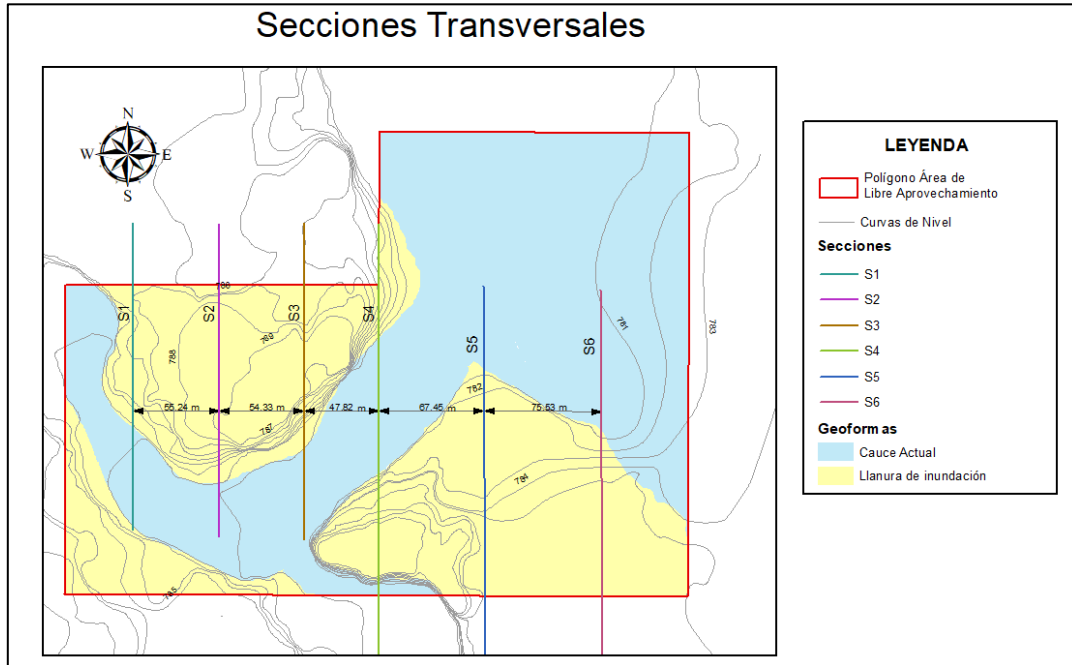 Secciones Transversales
N
W E
S
788
S1
S2
S3
S4
S5
S6
789
788
787
782
781
783
784
785
55.24 m
54.33 m
47.82 m
67.45 m
75.53 m
LEYENDA
Polígono Área de
Libre Aprovechamiento
Curvas de Nivel
Secciones
S1
S2
S3
S4
S5
S6
Geoformas
Cauce Actual
Llanura de inundación